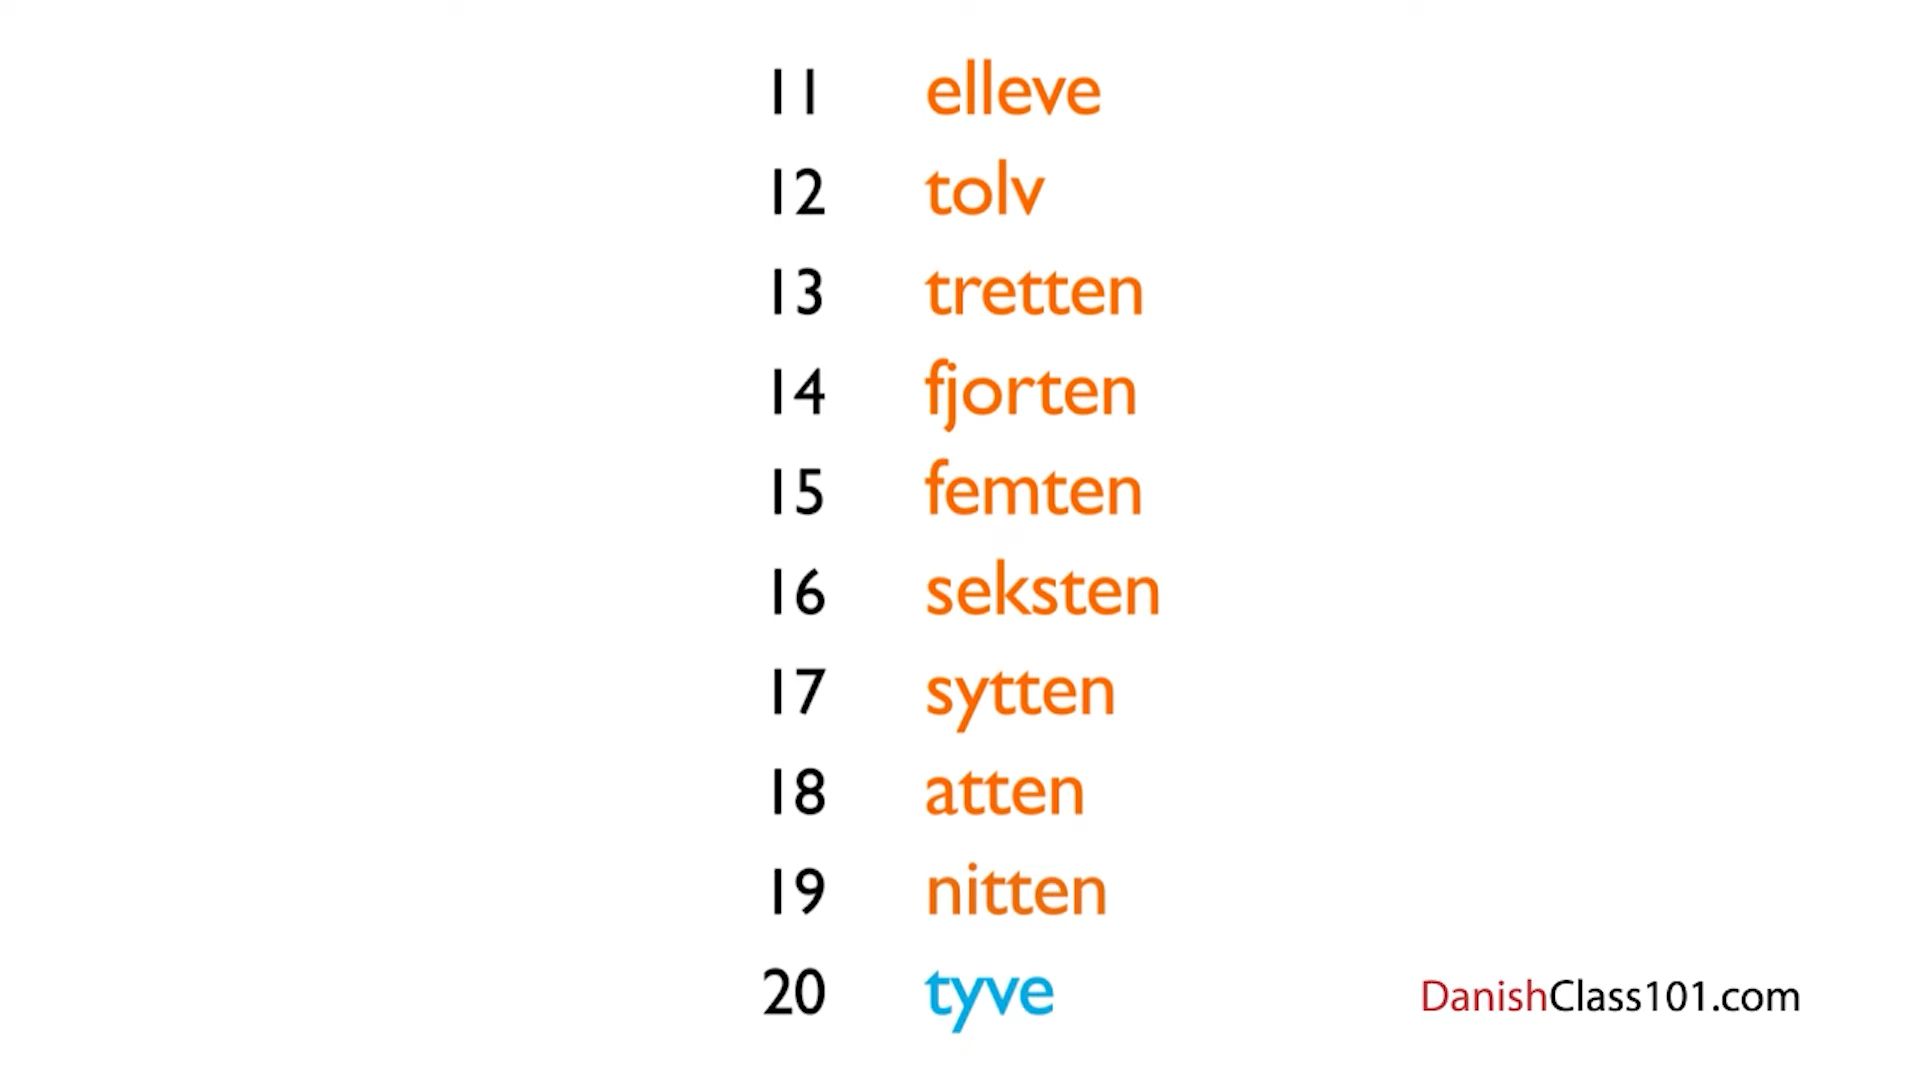 11 elleve
12 tolv
13 tretten
14 fjorten
15 femten
16 seksten
17 sytten
18 atten
19 nitten
20 tyve
DanishClass101.com